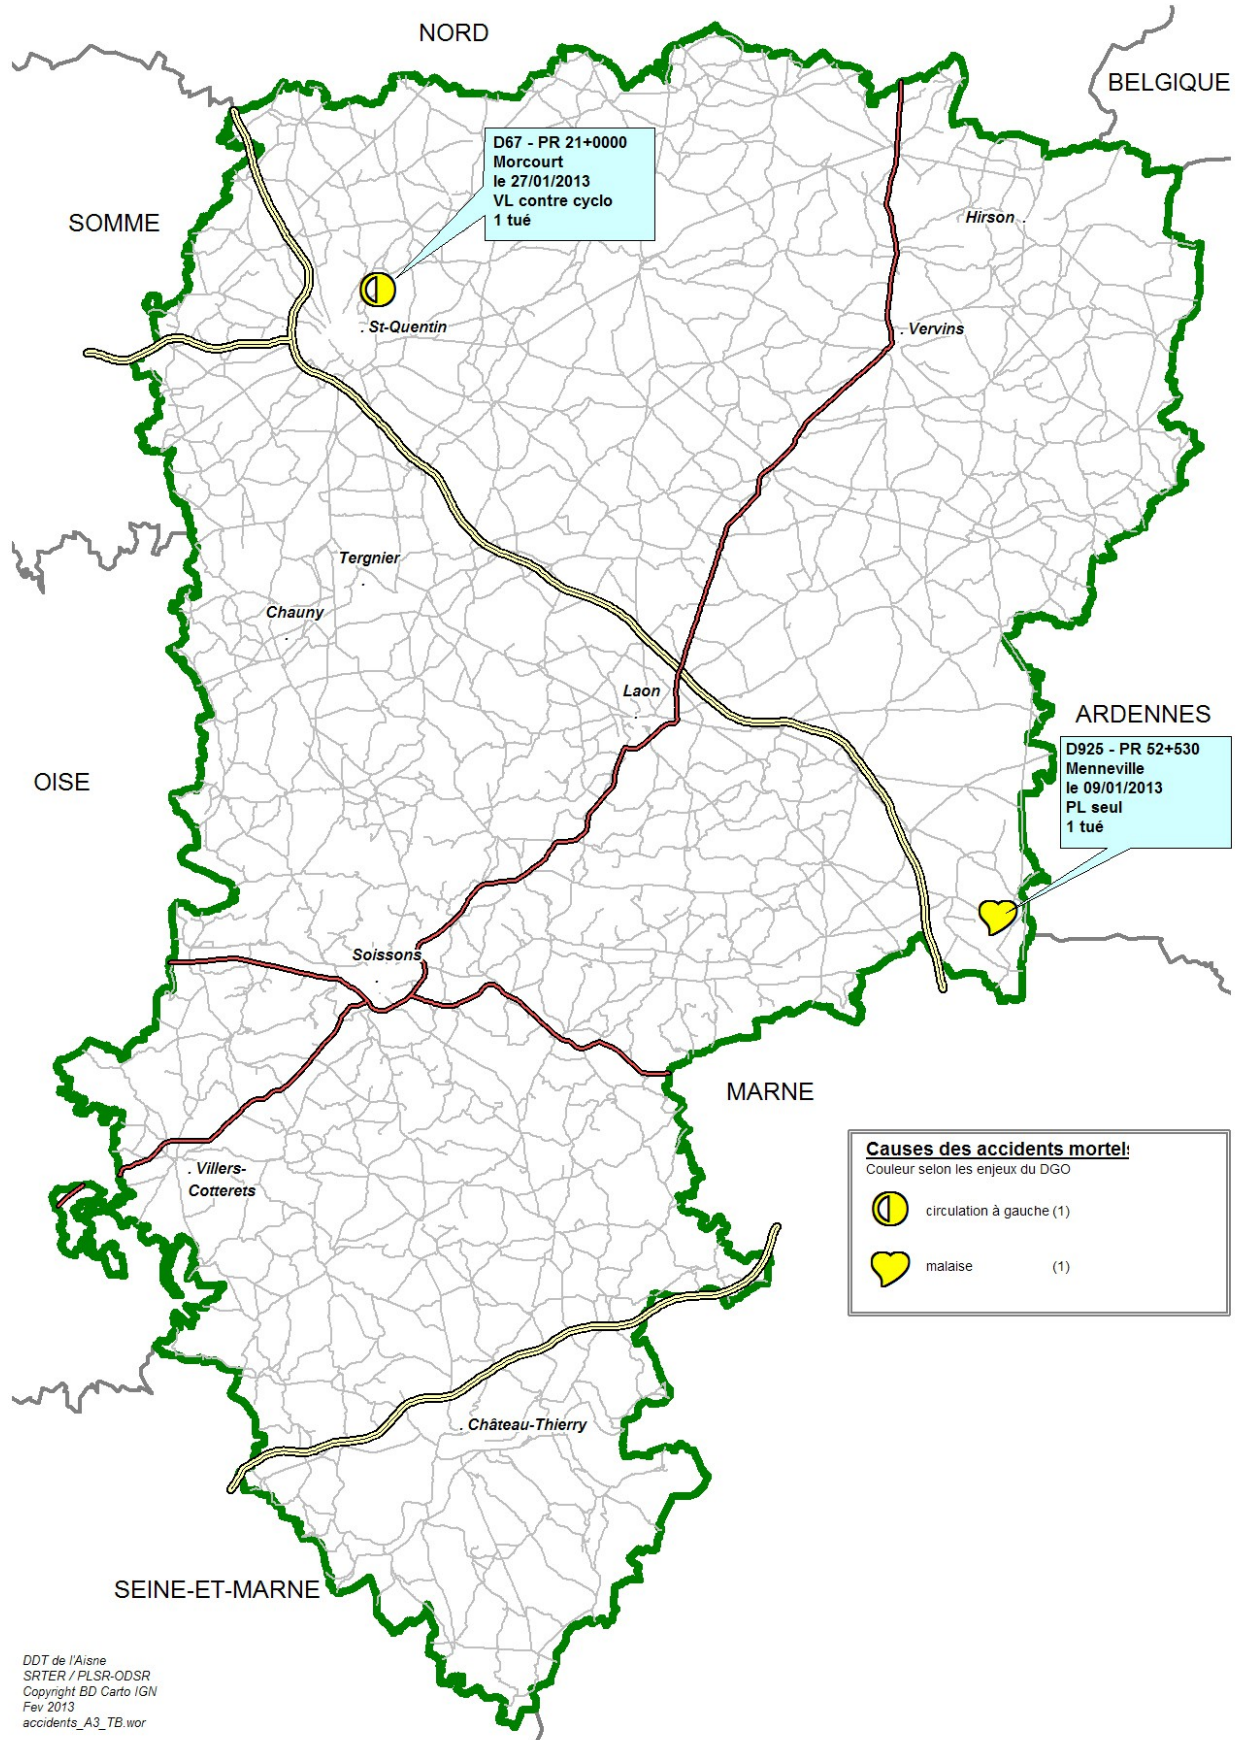 NORD
BELGIQUE
D67 - PR 21+0000
Morcourt
le 27/01/2013
VL contre cyclo
1 tué
SOMME
Hirson
St-Quentin
Vervins
Tergnier
Chauny
Laon
ARDENNES
D925 - PR 52+530
Menneville
le 09/01/2013
PL seul
1 tué
OISE
Soissons
MARNE
Causes des accidents mortels
Couleur selon les enjeux du DGO
circulation à gauche (1)
malaise (1)
Villers-
Cotterets
Château-Thierry
SEINE-ET-MARNE
DDT de l'Aisne
SRTER / PLSR-ODSR
Copyright BD Carto IGN
Fev 2013
accidents_A3_TB.wor